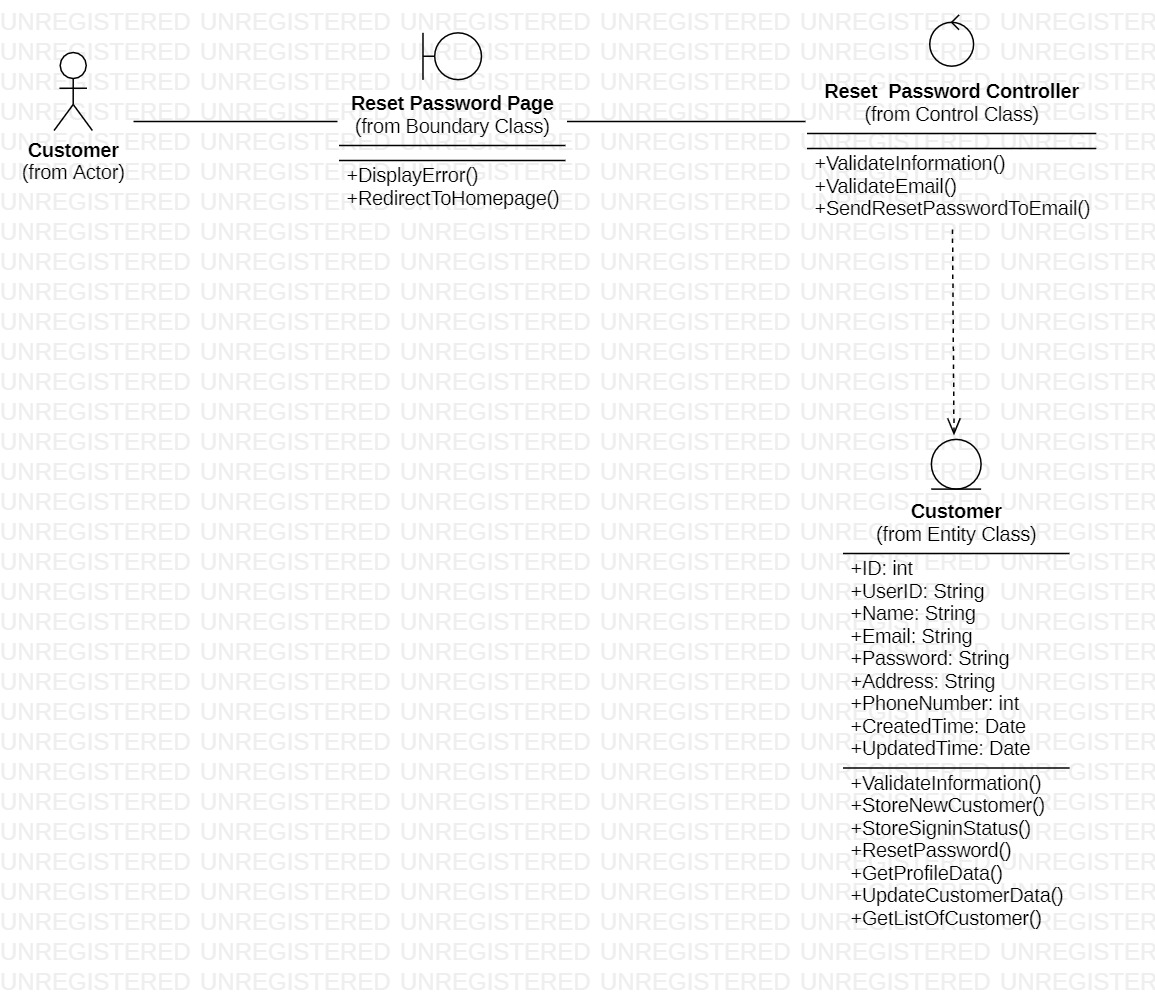 Customer
(from Actor)
Reset Password Page
(from Boundary Class)
+DisplayError()
+RedirectToHomepage()
Reset  Password Controller
(from Control Class)
+ValidateInformation()
+ValidateEmail()
+SendResetPasswordToEmail()
Customer
(from Entity Class)
+ID: int
+UserID: String
+Name: String
+Email: String
+Password: String
+Address: String
+PhoneNumber: int
+CreatedTime: Date
+UpdatedTime: Date
+ValidateInformation()
+StoreNewCustomer()
+StoreSigninStatus()
+ResetPassword()
+GetProfileData()
+UpdateCustomerData()
+GetListOfCustomer()
UNREGISTERED